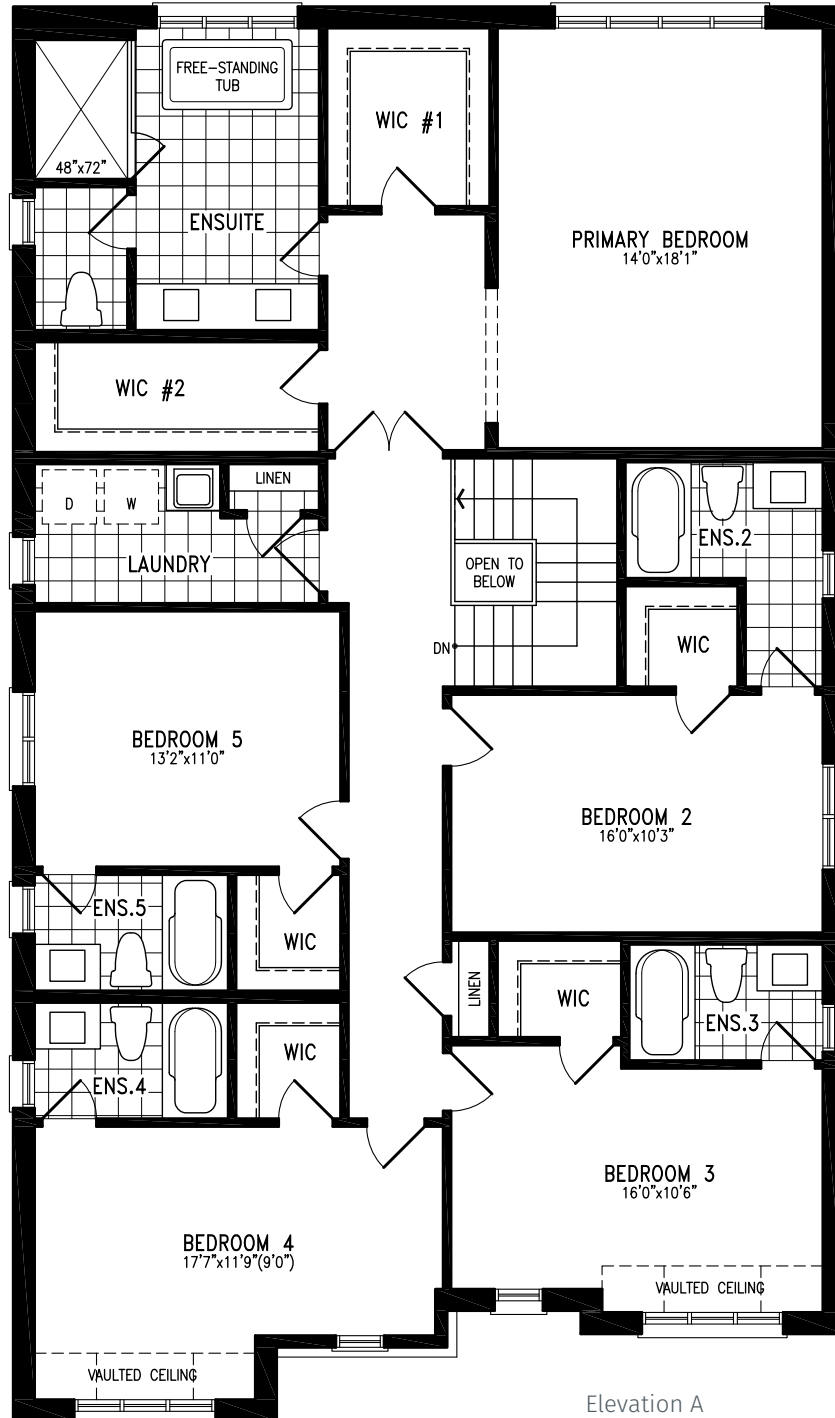 FREE-STANDING
TUB
WIC #1
48"x72"
ENSUITE
PRIMARY BEDROOM
14'0"x18'1"
WIC #2
LINEN
D
W
LAUNDRY
OPEN TO
BELOW
ENS.2
DN
WIC
BEDROOM 5
13'2"x11'0"
BEDROOM 2
16'0"x10'3"
ENS.5
WIC
LINEN
WIC
ENS.3
WIC
ENS.4
BEDROOM 3
16'0"x10'6"
BEDROOM 4
17'7"x11'9"(9'0")
VAULTED CEILING
VAULTED CEILING
Elevation A